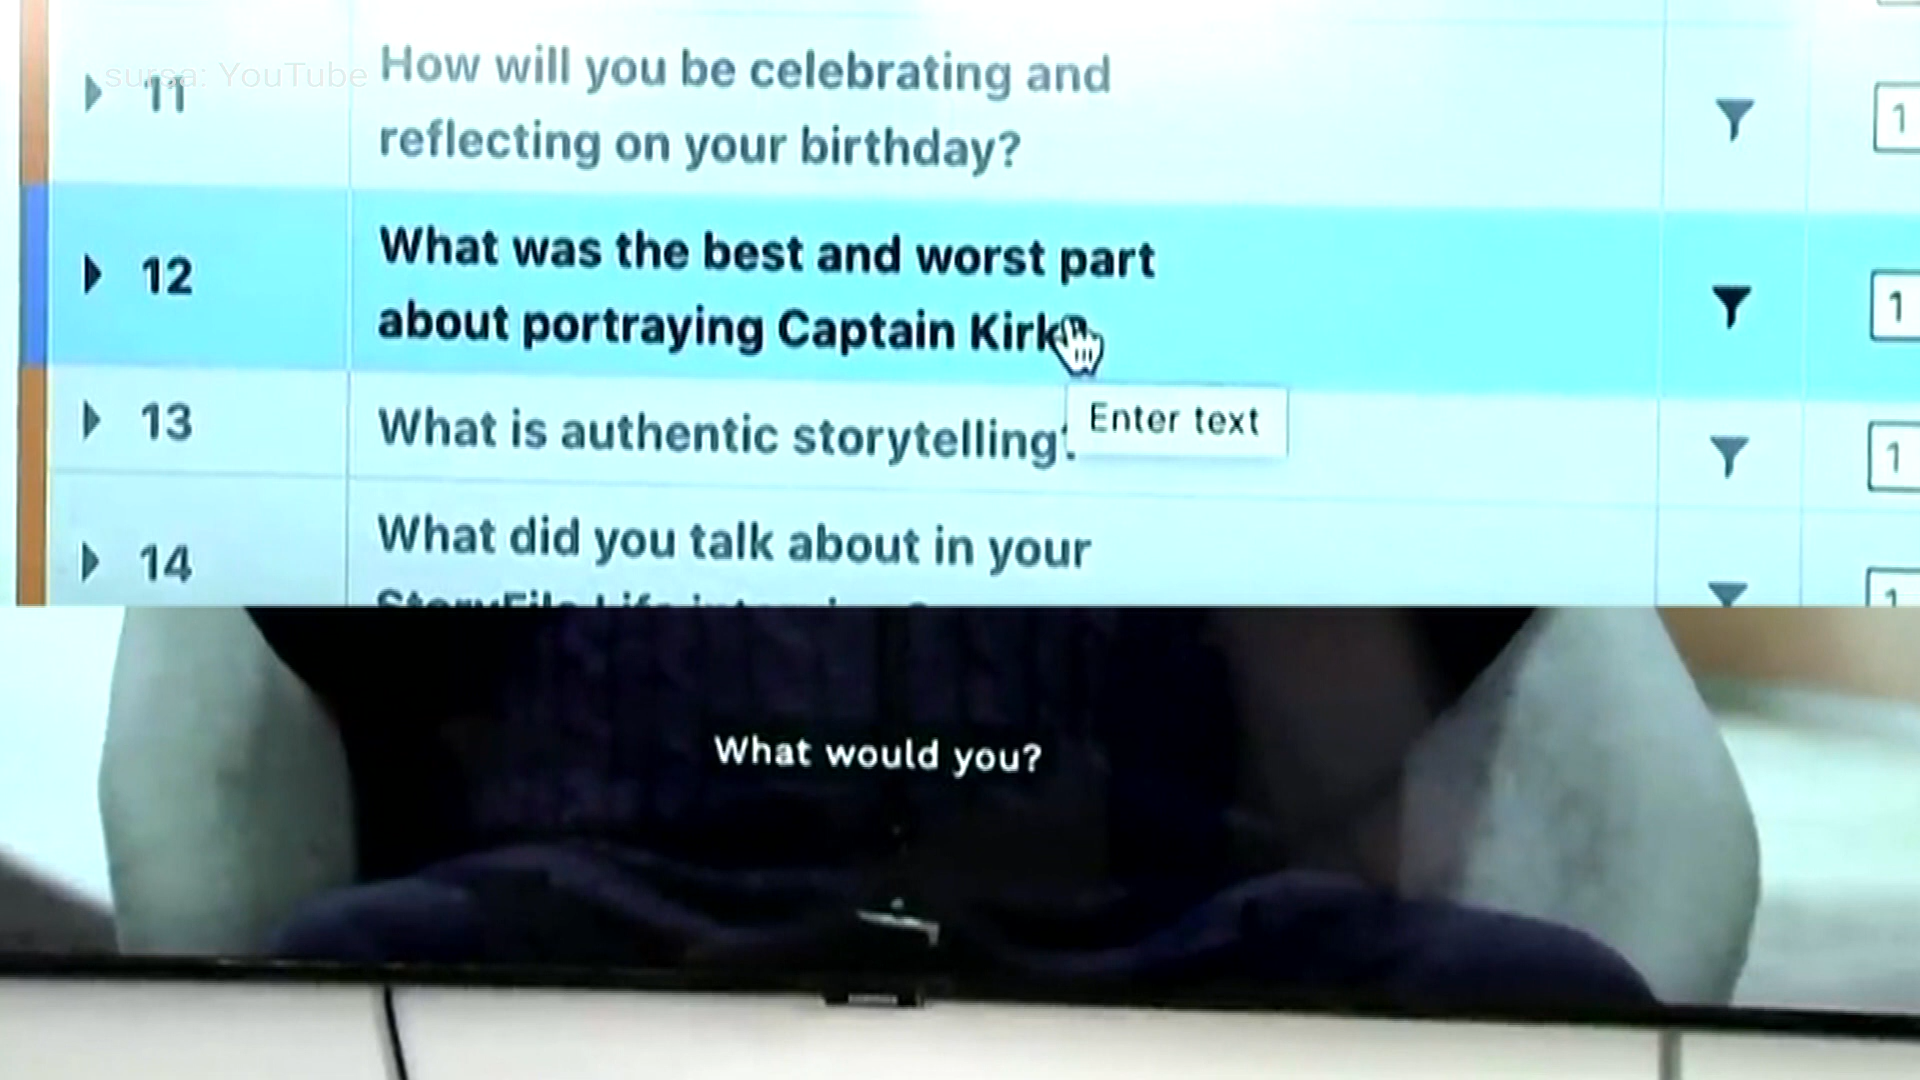 sursa: YouTube
11
How will you be celebrating and
reflecting on your birthday?
1
12
What was the best and worst part
about portraying Captain Kirk?
1
Enter text
13
What is authentic storytelling?
1
14
What did you talk about in your
1
What would you?